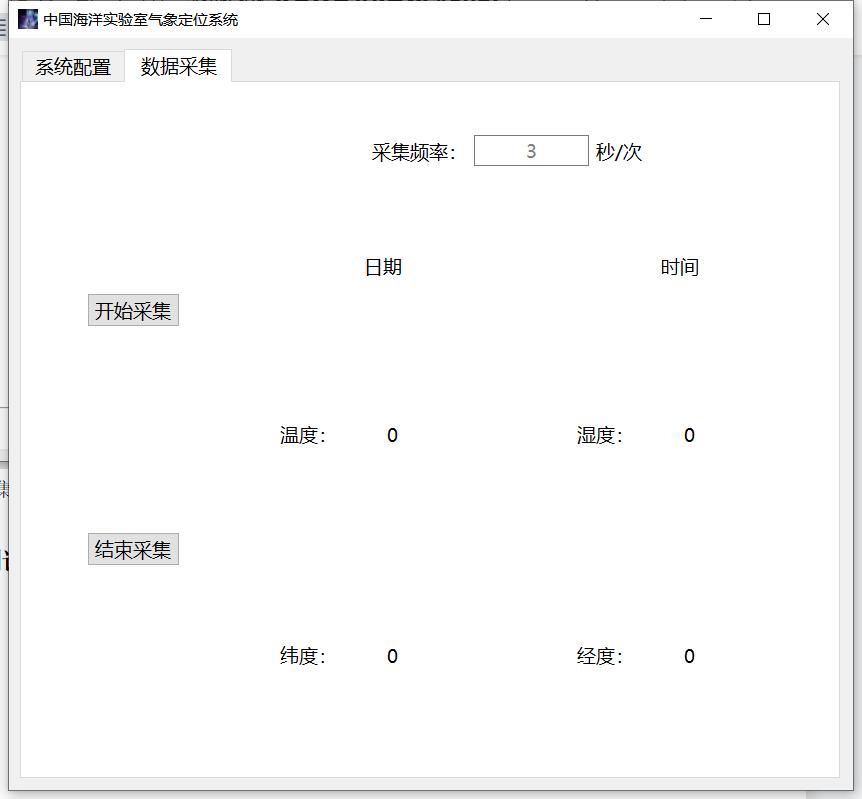 中国海洋实验室气象定位系统
系统配置 数据采集
采集频率： 3 秒/次
日期 时间
开始采集
温度： 0 湿度： 0
结束采集
纬度： 0 经度： 0